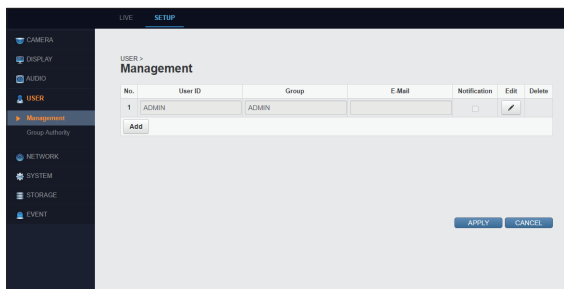 LIVE SETUP
CAMERA
DISPLAY
AUDIO
USER
Management
Group Authority
NETWORK
SYSTEM
STORAGE
EVENT
USER >
Management
No. User ID Group E-Mail Notification Edit Delete
1 ADMIN ADMIN
Add
APPLY CANCEL